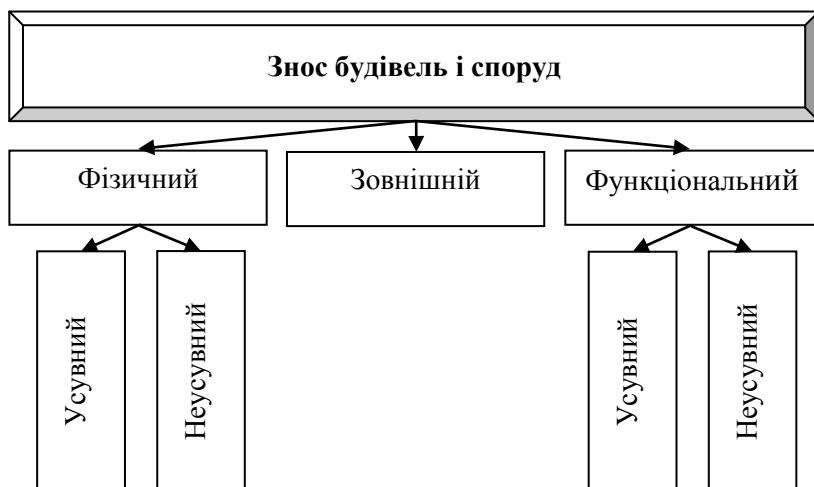 Знос будівель і споруд
Фізичний
Зовнішній
Функціональний
Усувний
Неусувний
Усувний
Неусувний